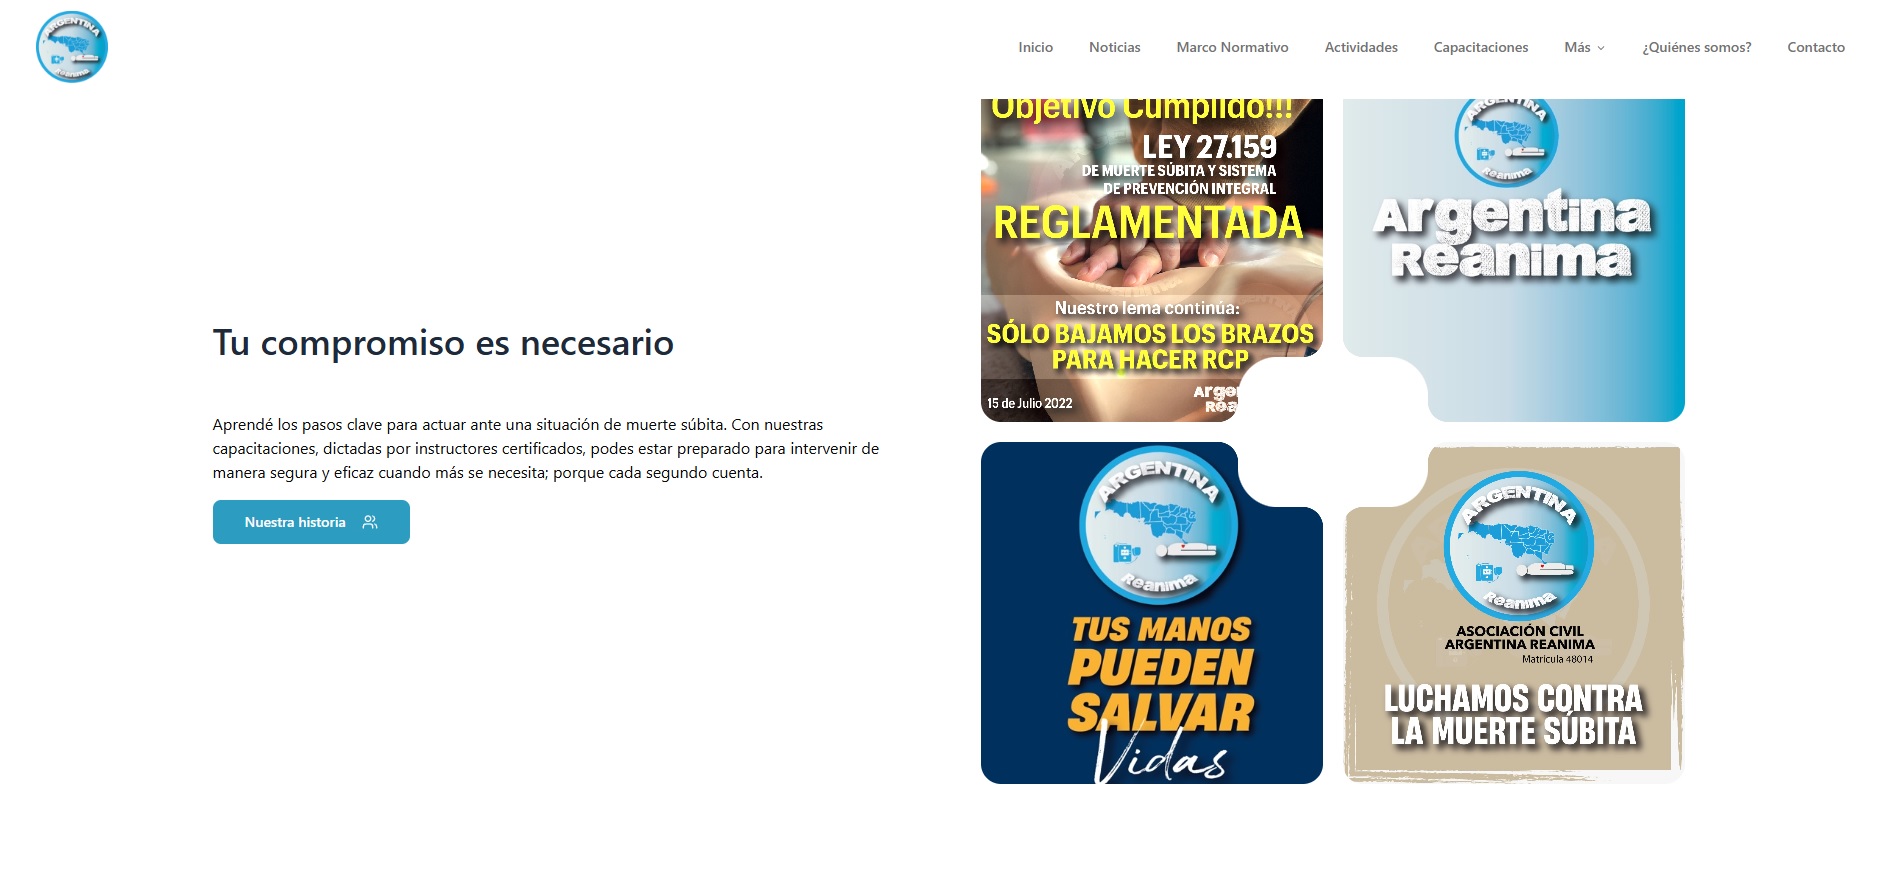 ARGENTINA
Reanima
Inicio
Noticias
Marco Normativo
Actividades
Capacitaciones
Más
¿Quiénes somos?
Contacto
Tu compromiso es necesario
Aprendé los pasos clave para actuar ante una situación de muerte súbita. Con nuestras
capacitaciones, dictadas por instructores certificados, podes estar preparado para intervenir de
manera segura y eficaz cuando más se necesita; porque cada segundo cuenta.
Nuestra historia
Objetivo Cumplido!!!
LEY 27.159
DE MUERTE SÚBITA Y SISTEMA
DE PREVENCIÓN INTEGRAL
REGLAMENTADA
Nuestro lema continúa:
SÓLO BAJAMOS LOS BRAZOS
PARA HACER RCP
15 de Julio 2022
ARGENTINA
Reanima
Argentina
Reanima
ARGENTINA
Reanima
TUS MANOS
PUEDEN
SALVAR
Vidas
ARGENTINA
Reanima
ASOCIACIÓN CIVIL
ARGENTINA REANIMA
Matricula 48014
LUCHAMOS CONTRA
LA MUERTE SÚBITA